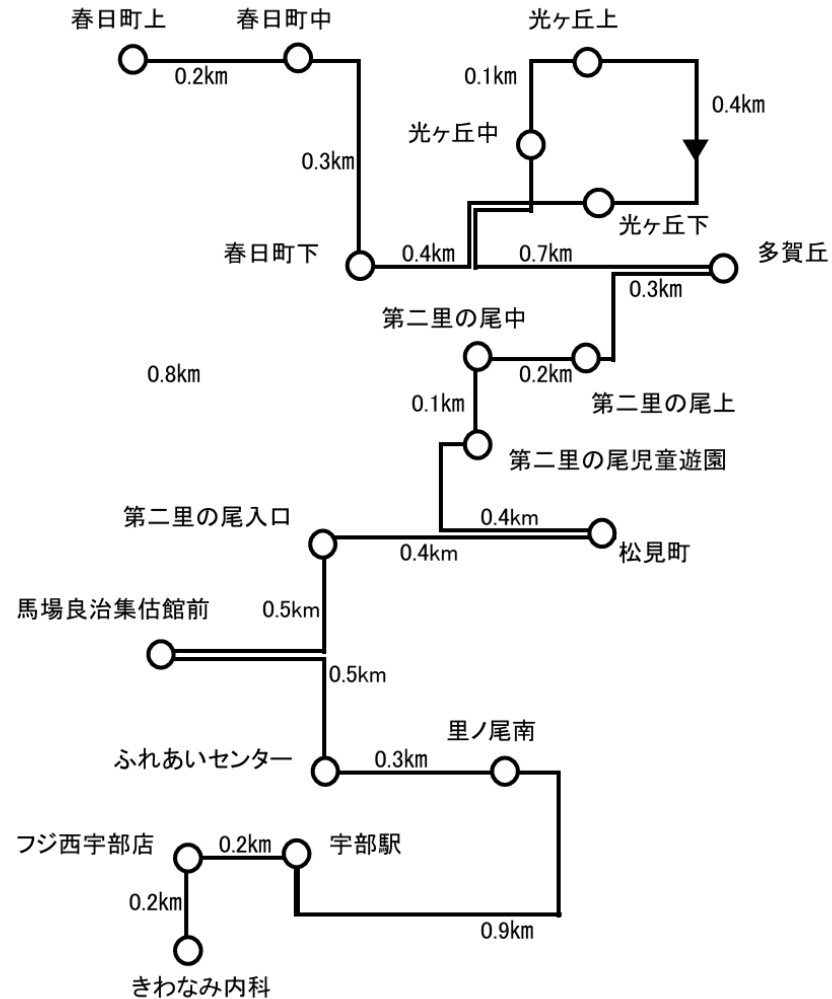 春日町上
春日町中
光ヶ丘上
0.2km
0.1km
0.4km
光ヶ丘中
0.3km
光ヶ丘下
春日町下
0.4km
0.7km
多賀丘
0.3km
第二里の尾中
0.8km
0.2km
0.1km
第二里の尾上
第二里の尾児童遊園
第二里の尾入口
0.4km
0.4km
松見町
馬場良治集估館前
0.5km
0.5km
里ノ尾南
ふれあいセンター
0.3km
フジ西宇部店
0.2km
宇部駅
0.2km
0.9km
きわなみ内科